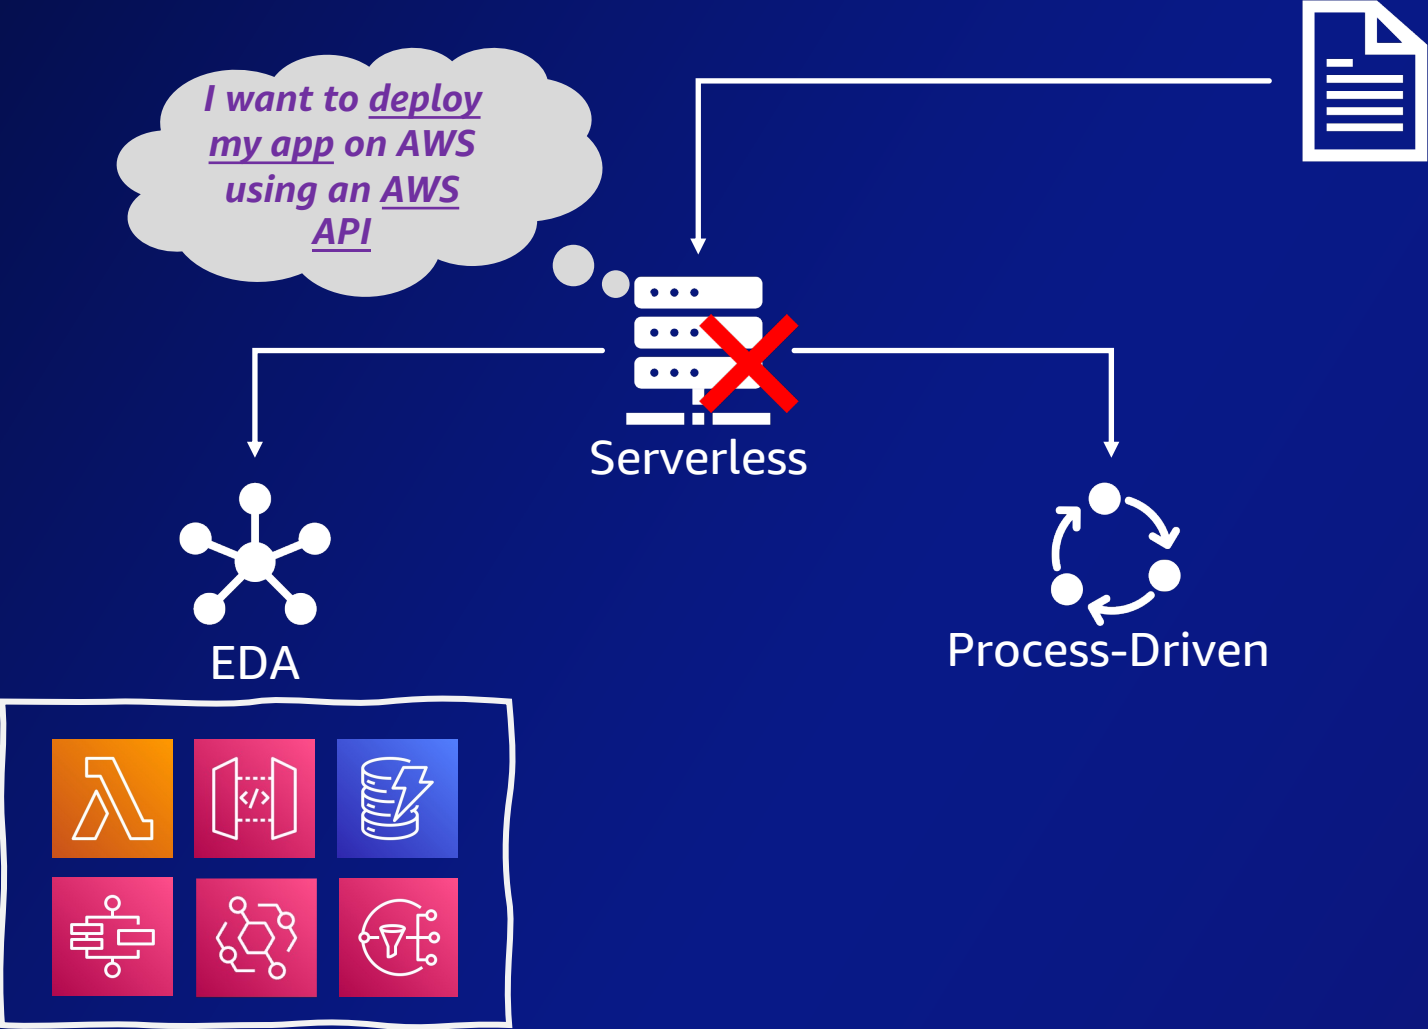 I want to deploy
my app on AWS
using an AWS
API
Serverless
EDA
Process-Driven
</>